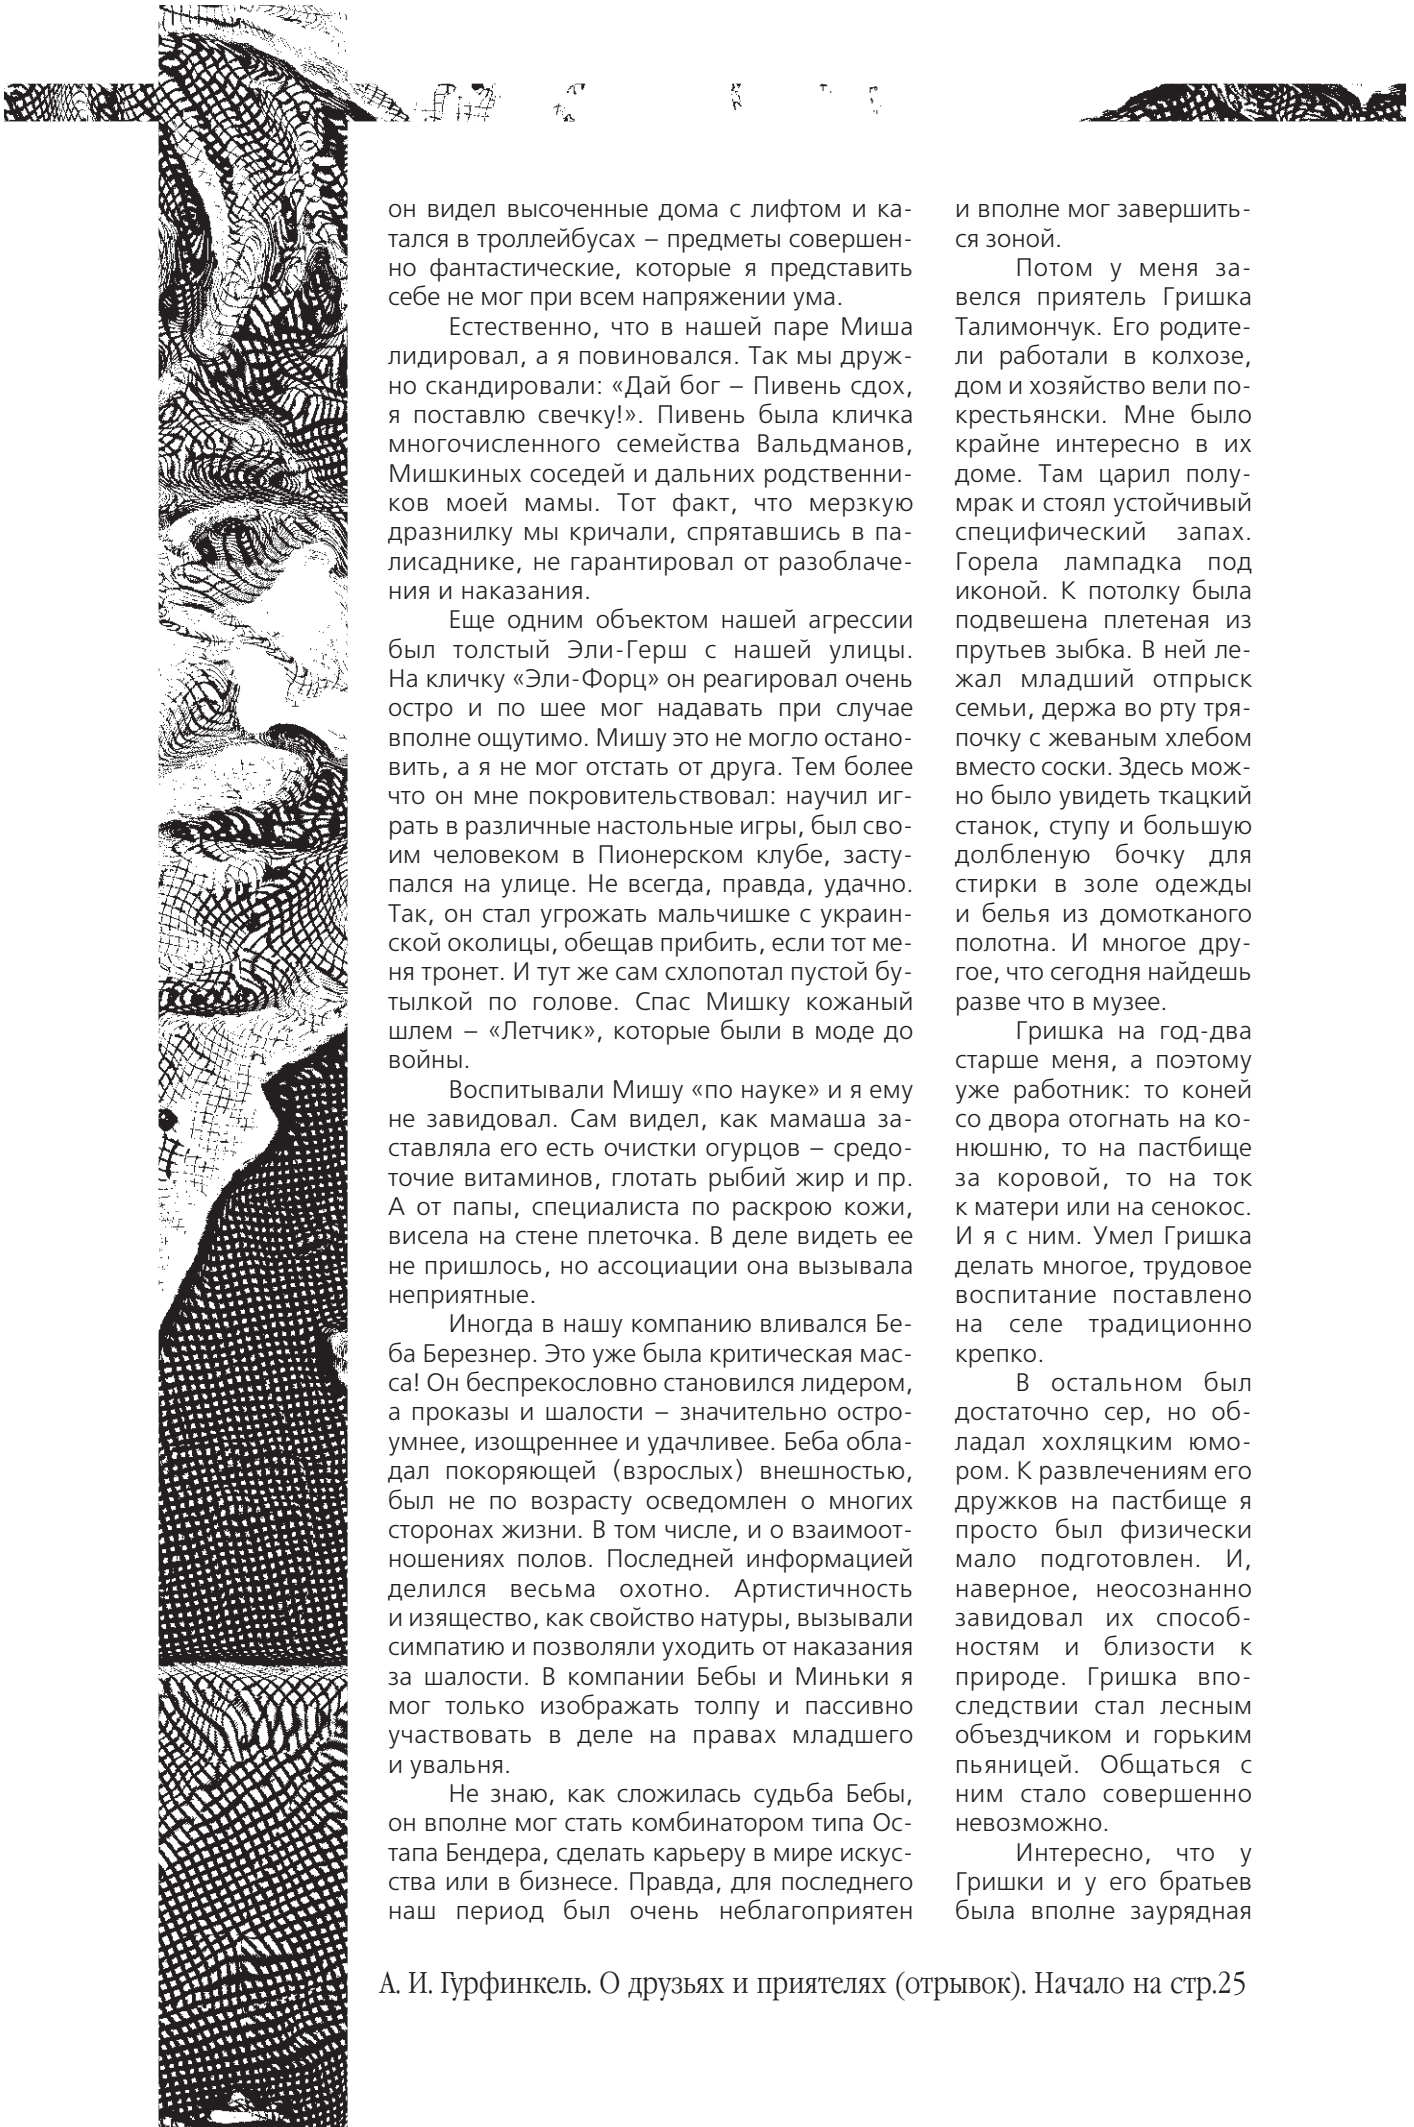 он видел высоченные дома с лифтом и ка-
тался в троллейбусах – предметы совершен-
но фантастические, которые я представить
себе не мог при всем напряжении ума.
Естественно, что в нашей паре Миша
лидировал, а я повиновался. Так мы друж-
но скандировали: «Дай бог – Пивень сдох,
я поставлю свечку!». Пивень была кличка
многочисленного семейства Вальдманов,
Мишкиных соседей и дальних родственни-
ков моей мамы. Тот факт, что мерзкую
дразнилку мы кричали, спрятавшись в па-
лисаднике, не гарантировал от разоблаче-
ния и наказания.
Еще одним объектом нашей агрессии
был толстый Эли-Герш с нашей улицы.
На кличку «Эли-Форц» он реагировал очень
остро и по шее мог надавать при случае
вполне ощутимо. Мишу это не могло остано-
вить, а я не мог отстать от друга. Тем более
что он мне покровительствовал: научил иг-
рать в различные настольные игры, был сво-
им человеком в Пионерском клубе, засту-
пался на улице. Не всегда, правда, удачно.
Так, он стал угрожать мальчишке с украин-
ской околицы, обещав прибить, если тот ме-
ня тронет. И тут же сам схлопотал пустой бу-
тылкой по голове. Спас Мишку кожаный
шлем – «Летчик», которые были в моде до
войны.
Воспитывали Мишу «по науке» и я ему
не завидовал. Сам видел, как мамаша за-
ставляла его есть очистки огурцов – средо-
точие витаминов, глотать рыбий жир и пр.
А от папы, специалиста по раскрою кожи,
висела на стене плеточка. В деле видеть ее
не пришлось, но ассоциации она вызывала
неприятные.
Иногда в нашу компанию вливался Бе-
ба Березнер. Это уже была критическая мас-
са! Он беспрекословно становился лидером,
а проказы и шалости – значительно остро-
умнее, изощреннее и удачливее. Беба обла-
дал покоряющей (взрослых) внешностью,
был не по возрасту осведомлен о многих
сторонах жизни. В том числе, и о взаимоот-
ношениях полов. Последней информацией
делился весьма охотно. Артистичность
и изящество, как свойство натуры, вызывали
симпатию и позволяли уходить от наказания
за шалости. В компании Бебы и Миньки я
мог только изображать толпу и пассивно
участвовать в деле на правах младшего
и увальня.
Не знаю, как сложилась судьба Бебы,
он вполне мог стать комбинатором типа Ос-
тапа Бендера, сделать карьеру в мире искус-
ства или в бизнесе. Правда, для последнего
наш период был очень неблагоприятен
и вполне мог завершить-
ся зоной.
Потом у меня за-
велся приятель Гришка
Талимончук. Его родите-
ли работали в колхозе,
дом и хозяйство вели по-
крестьянски. Мне было
крайне интересно в их
доме. Там царил полу-
мрак и стоял устойчивый
специфический запах.
Горела лампадка под
иконой. К потолку была
подвешена плетеная из
прутьев зыбка. В ней ле-
жал младший отпрыск
семьи, держа во рту тря-
почку с жеваным хлебом
вместо соски. Здесь мож-
но было увидеть ткацкий
станок, ступу и большую
долбленую бочку для
стирки в золе одежды
и белья из домотканого
полотна. И многое дру-
гое, что сегодня найдешь
разве что в музее.
Гришка на год-два
старше меня, а поэтому
уже работник: то коней
со двора отогнать на ко-
нюшню, то на пастбище
за коровой, то на ток
к матери или на сенокос.
И я с ним. Умел Гришка
делать многое, трудовое
воспитание поставлено
на селе традиционно
крепко.
В остальном был
достаточно сер, но об-
ладал хохляцким юмо-
ром. К развлечениям его
дружков на пастбище я
просто был физически
мало подготовлен. И,
наверное, неосознанно
завидовал их способ-
ностям и близости к
природе. Гришка впо-
следствии стал лесным
объездчиком и горьким
пьяницей. Общаться с
ним стало совершенно
невозможно.
Интересно, что у
Гришки и у его братьев
была вполне заурядная
А. И. Гурфинкель. О друзьях и приятелях (отрывок). Начало на стр.25